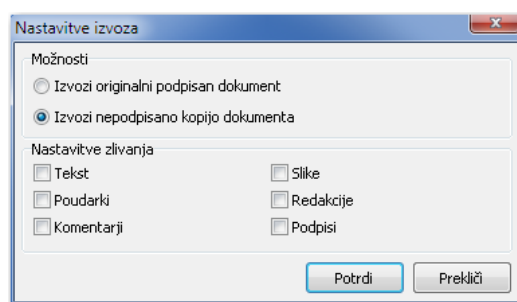 Nastavitve izvoza
Možnosti
Izvozi originalni podpisan dokument
Izvozi nepodpisano kopijo dokumenta
Nastavitve zlivanja
Tekst
Slike
Poudarki
Redakcije
Komentarji
Podpisi
Potrdi
Prekliči